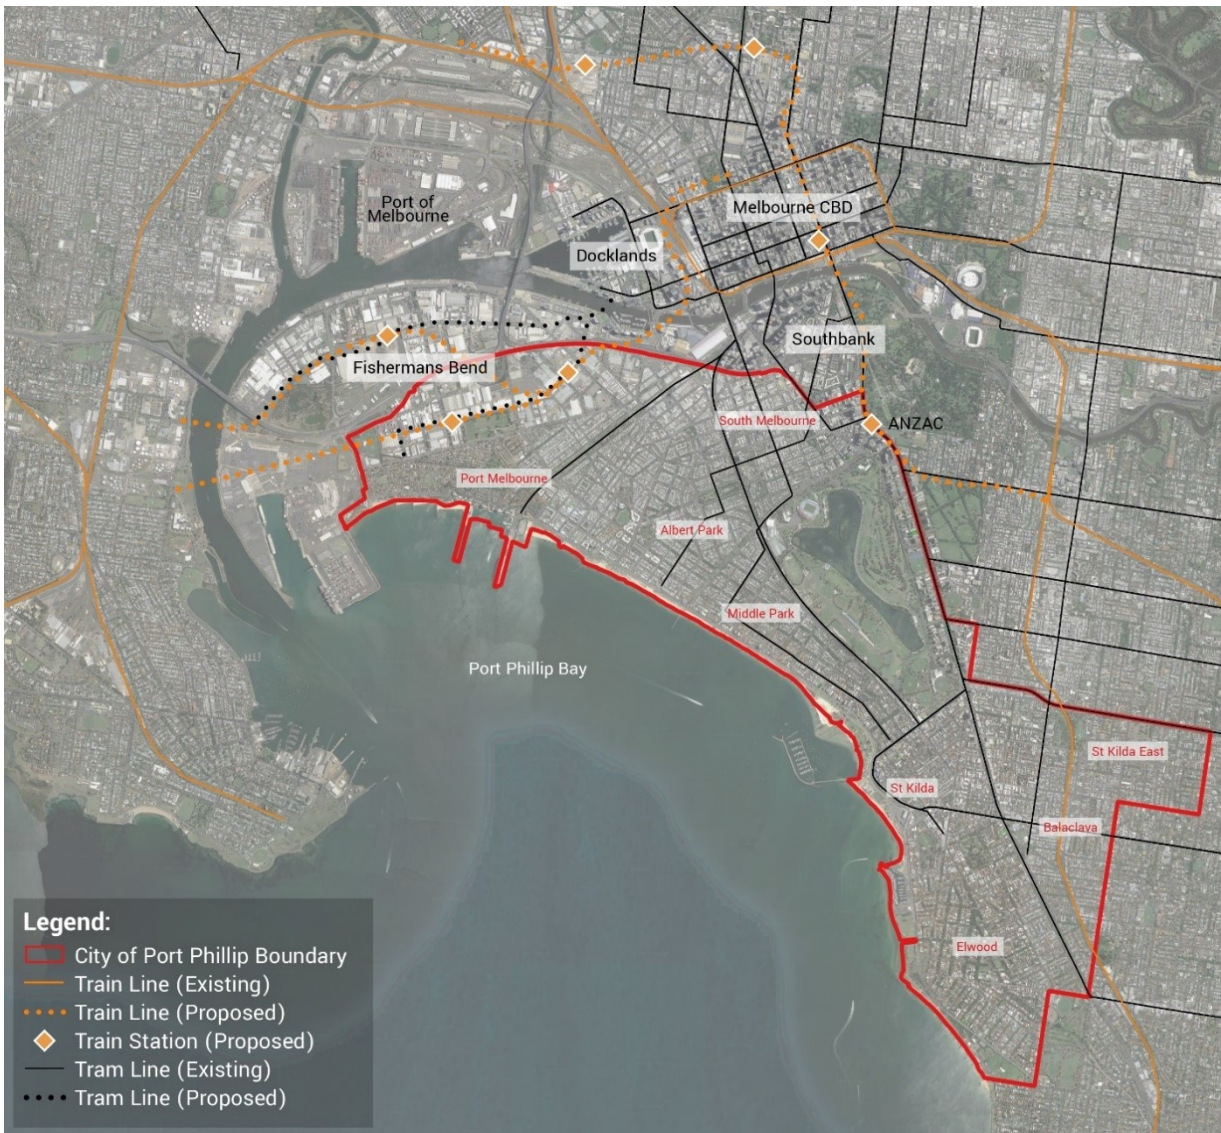 Port of
Melbourne
Melbourne CBD
Docklands
Southbank
Fishermans Bend
South Melbourne
ANZAC
Port Melbourne
Albert Park
Middle Park
Port Phillip Bay
St Kilda East
St Kilda
Balaclava
Elwood
Legend:
City of Port Phillip Boundary
Train Line (Existing)
Train Line (Proposed)
Train Station (Proposed)
Tram Line (Existing)
Tram Line (Proposed)